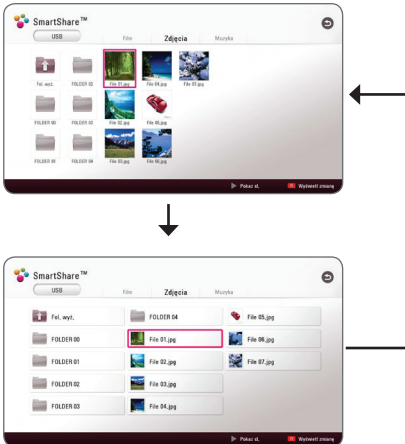 SmartShare™
USB Film Zdjęcia Muzyka
Fol. wyż. FOLDER 02 File 01.jpg File 04.jpg File 07.jpg
FOLDER 00 FOLDER 03 File 02.jpg File 05.jpg
FOLDER 01 FOLDER 04 File 03.jpg File 06.jpg
Pokaz sl. Wyświetl zmianę
SmartShare™
USB Film Zdjęcia Muzyka
Fol. wyż. FOLDER 04 File 05.jpg
FOLDER 00 File 01.jpg File 06.jpg
FOLDER 01 File 02.jpg File 07.jpg
FOLDER 02 File 03.jpg
FOLDER 03 File 04.jpg
Pokaz sl. Wyświetl zmianę